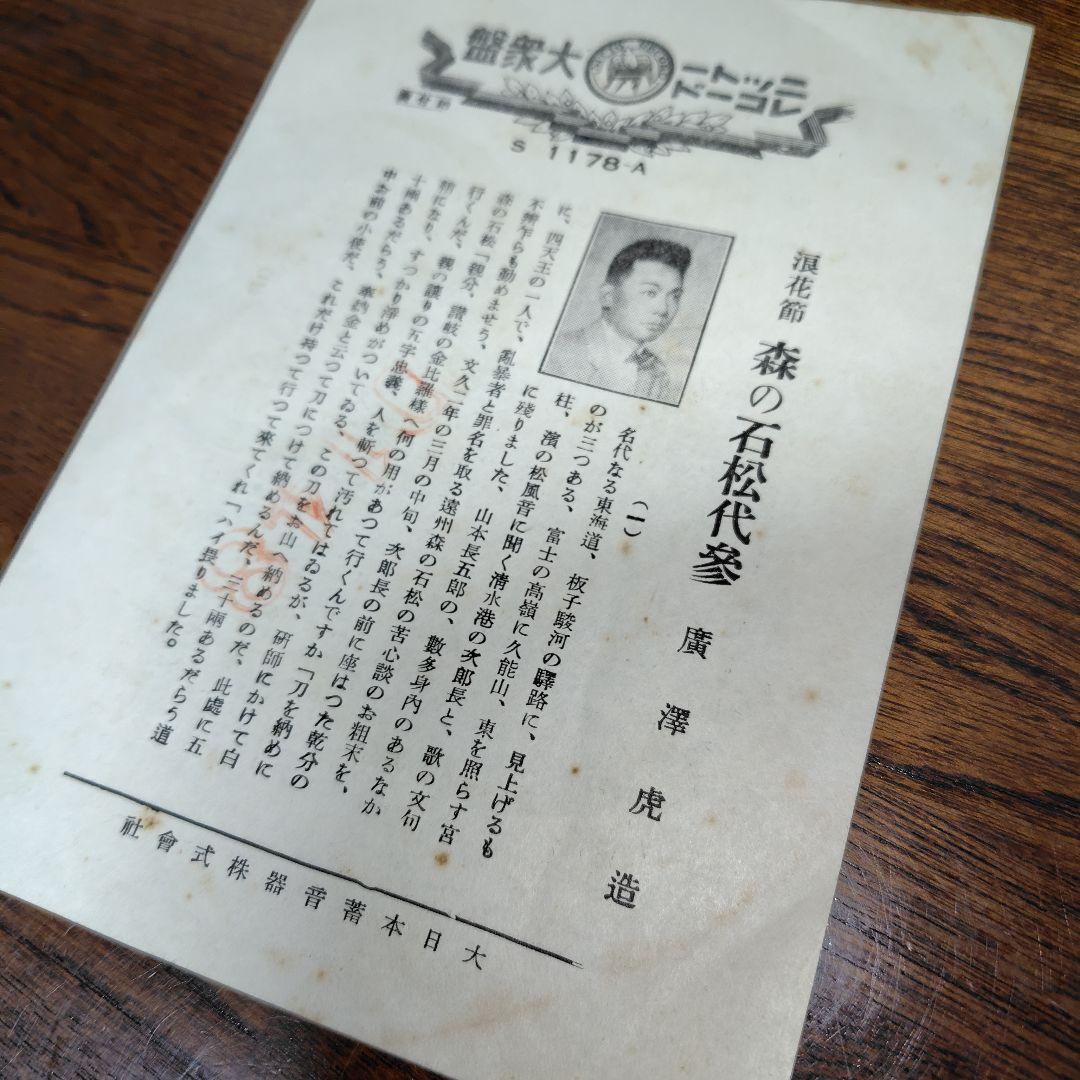 ニットー
レコード
大衆盤
S 1178-A
浪花節 森の石松代參 廣澤虎造
(一)
名代なる東海道、板子駿河の驛路に、見上げるも
のが三つある、富士の高嶺に久能山、東を照らす宮
柱、濱の松風音に聞く清水港の次郎長と、歌の文句
に殘りました、山本長五郎の、數多身內のあるなか
に、四天王の一人で、亂暴者と罪名を取る遠州森の石松の苦心談のお粗末を、
不辨乍らも勤めませう、文久二年の三月の中旬、次郎長の前に座はつた乾分の
森の石松「親分、讃岐の金比羅樣へ何の用があつて行くんですか「刀を納めに
行くんだ、親の讓りの五字忠義、人を斬つて汚れてはゐるが、研師にかけて白
鞘になり、すつかり淨めがついてゐる、この刀をお山へ納めるのだ、此處に五
十兩あるだらう、奉納金と云つて刀につけて納めるんだ、三十兩あるだらう道
中お前の小使だ、これだけ持つて行つて來てくれ「ハイ畏りました。
大日本蓄音器株式會社